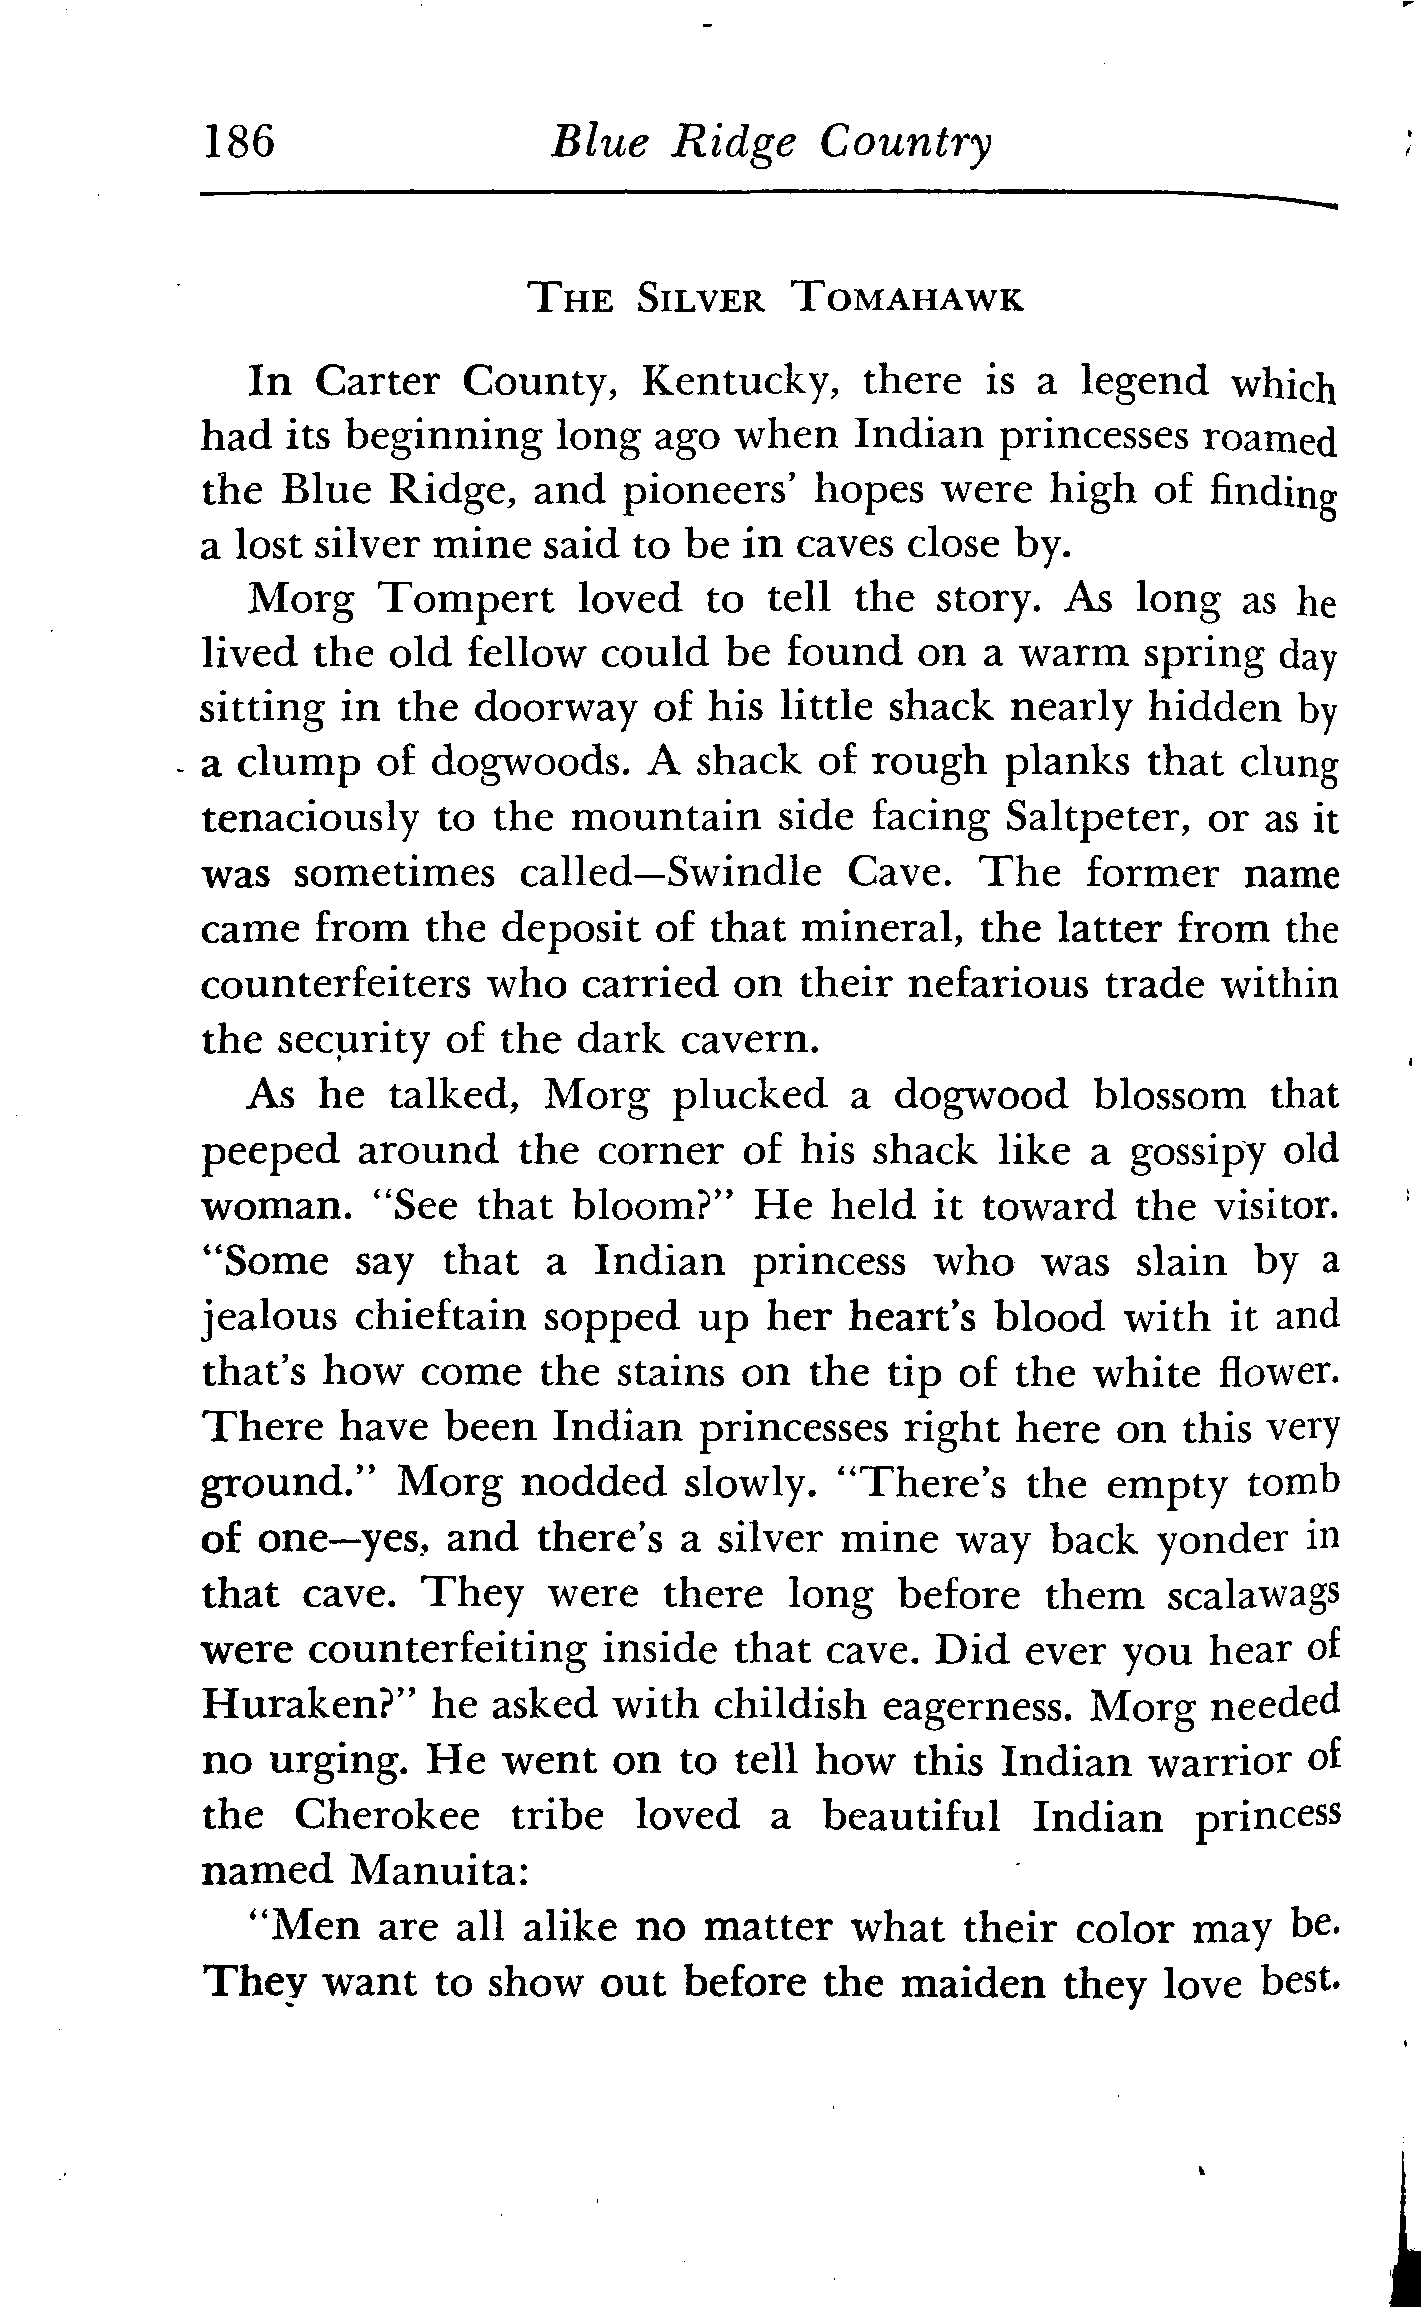 186 Blue Ridge Country
The Silver Tomahawk
In Carter County, Kentucky, there is a legend which
had its beginning long ago when Indian princesses roamed
the Blue Ridge, and pioneers' hopes were high of finding
a lost silver mine said to be in caves close by.
Morg Tompert loved to tell the story. As long as he
lived the old fellow could be found on a warm spring day
sitting in the doorway of his little shack nearly hidden by
a clump of dogwoods. A shack of rough planks that clung
tenaciously to the mountain side facing Saltpeter, or as it
was sometimes called—Swindle Cave. The former name
came from the deposit of that mineral, the latter from the
counterfeiters who carried on their nefarious trade within
the security of the dark cavern.
As he talked, Morg plucked a dogwood blossom that
peeped around the corner of his shack like a gossipy old
woman. "See that bloom?" He held it toward the visitor.
"Some say that a Indian princess who was slain by a
jealous chieftain sopped up her heart's blood with it and
that's how come the stains on the tip of the white flower.
There have been Indian princesses right here on this very
ground." Morg nodded slowly. "There's the empty tomb
of one—yes, and there's a silver mine way back yonder in
that cave. They were there long before them scalawags
were counterfeiting inside that cave. Did ever you hear of
Huraken?" he asked with childish eagerness. Morg needed
no urging. He went on to tell how this Indian warrior of
the Cherokee tribe loved a beautiful Indian princess
named Manuita:
"Men are all alike no matter what their color may be.
They want to show out before the maiden they love best.